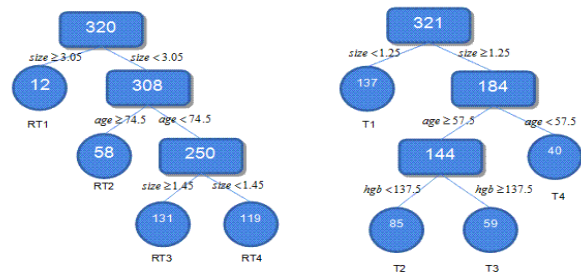 320
321
size ≥3.05
size <3.05
size <1.25
size ≥1.25
12
308
137
184
RT1
T1
age ≥74.5
age <74.5
age ≥57.5
age <57.5
58
250
144
40
RT2
T4
size ≥1.45
size <1.45
hgb <137.5
hgb ≥137.5
131
119
85
59
RT3
RT4
T2
T3